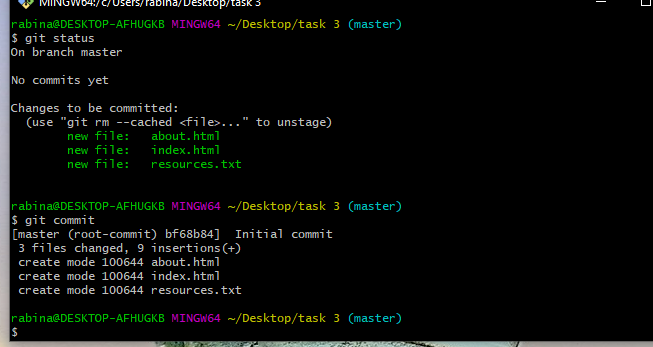 MINGW64:/c/Users/rabina/Desktop/task 3
rabina@DESKTOP-AFHUGKB MINGW64 ~/Desktop/task 3 (master)
$ git status
On branch master
No commits yet
Changes to be committed:
  (use "git rm --cached <file>..." to unstage)
        new file:   about.html
        new file:   index.html
        new file:   resources.txt
rabina@DESKTOP-AFHUGKB MINGW64 ~/Desktop/task 3 (master)
$ git commit
[master (root-commit) bf68b84]  Initial commit
 3 files changed, 9 insertions(+)
 create mode 100644 about.html
 create mode 100644 index.html
 create mode 100644 resources.txt
rabina@DESKTOP-AFHUGKB MINGW64 ~/Desktop/task 3 (master)
$